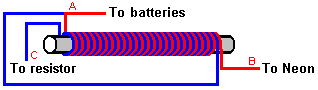 A
To batteries
C
To resistor
B
To Neon